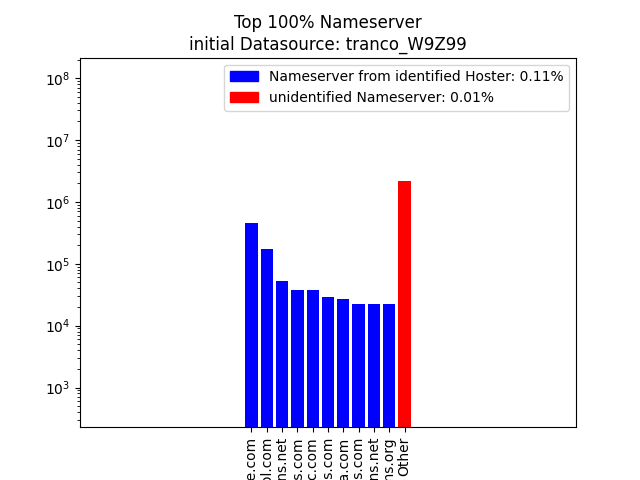 Top 100% Nameserver
initial Datasource: tranco_W9Z99
Nameserver from identified Hoster: 0.11%
unidentified Nameserver: 0.01%
10⁸
10⁷
10⁶
10⁵
10⁴
10³
e.com
ol.com
ns.net
s.com
c.com
s.com
a.com
s.com
ns.net
ns.org
Other